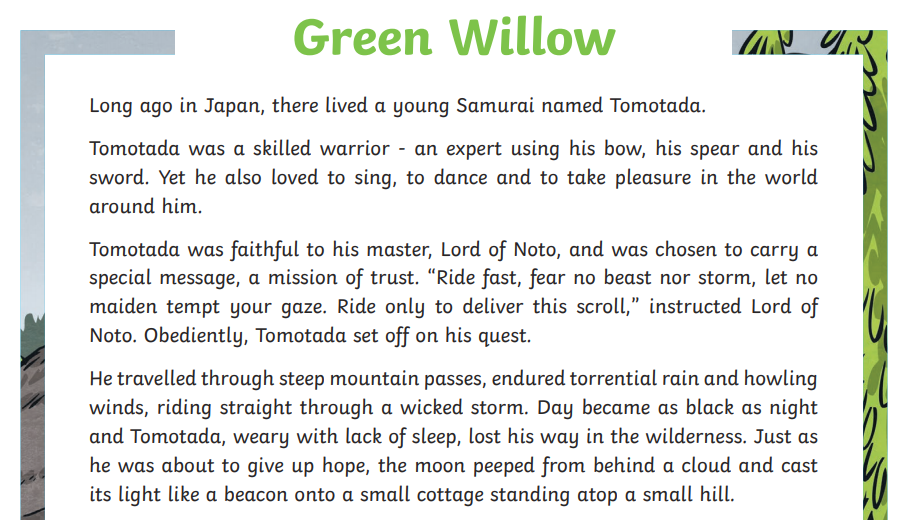 Green Willow
Long ago in Japan, there lived a young Samurai named Tomotada.
Tomotada was a skilled warrior - an expert using his bow, his spear and his
sword. Yet he also loved to sing, to dance and to take pleasure in the world
around him.
Tomotada was faithful to his master, Lord of Noto, and was chosen to carry a
special message, a mission of trust. “Ride fast, fear no beast nor storm, let no
maiden tempt your gaze. Ride only to deliver this scroll,” instructed Lord of
Noto. Obediently, Tomotada set off on his quest.
He travelled through steep mountain passes, endured torrential rain and howling
winds, riding straight through a wicked storm. Day became as black as night
and Tomotada, weary with lack of sleep, lost his way in the wilderness. Just as
he was about to give up hope, the moon peeped from behind a cloud and cast
its light like a beacon onto a small cottage standing atop a small hill.